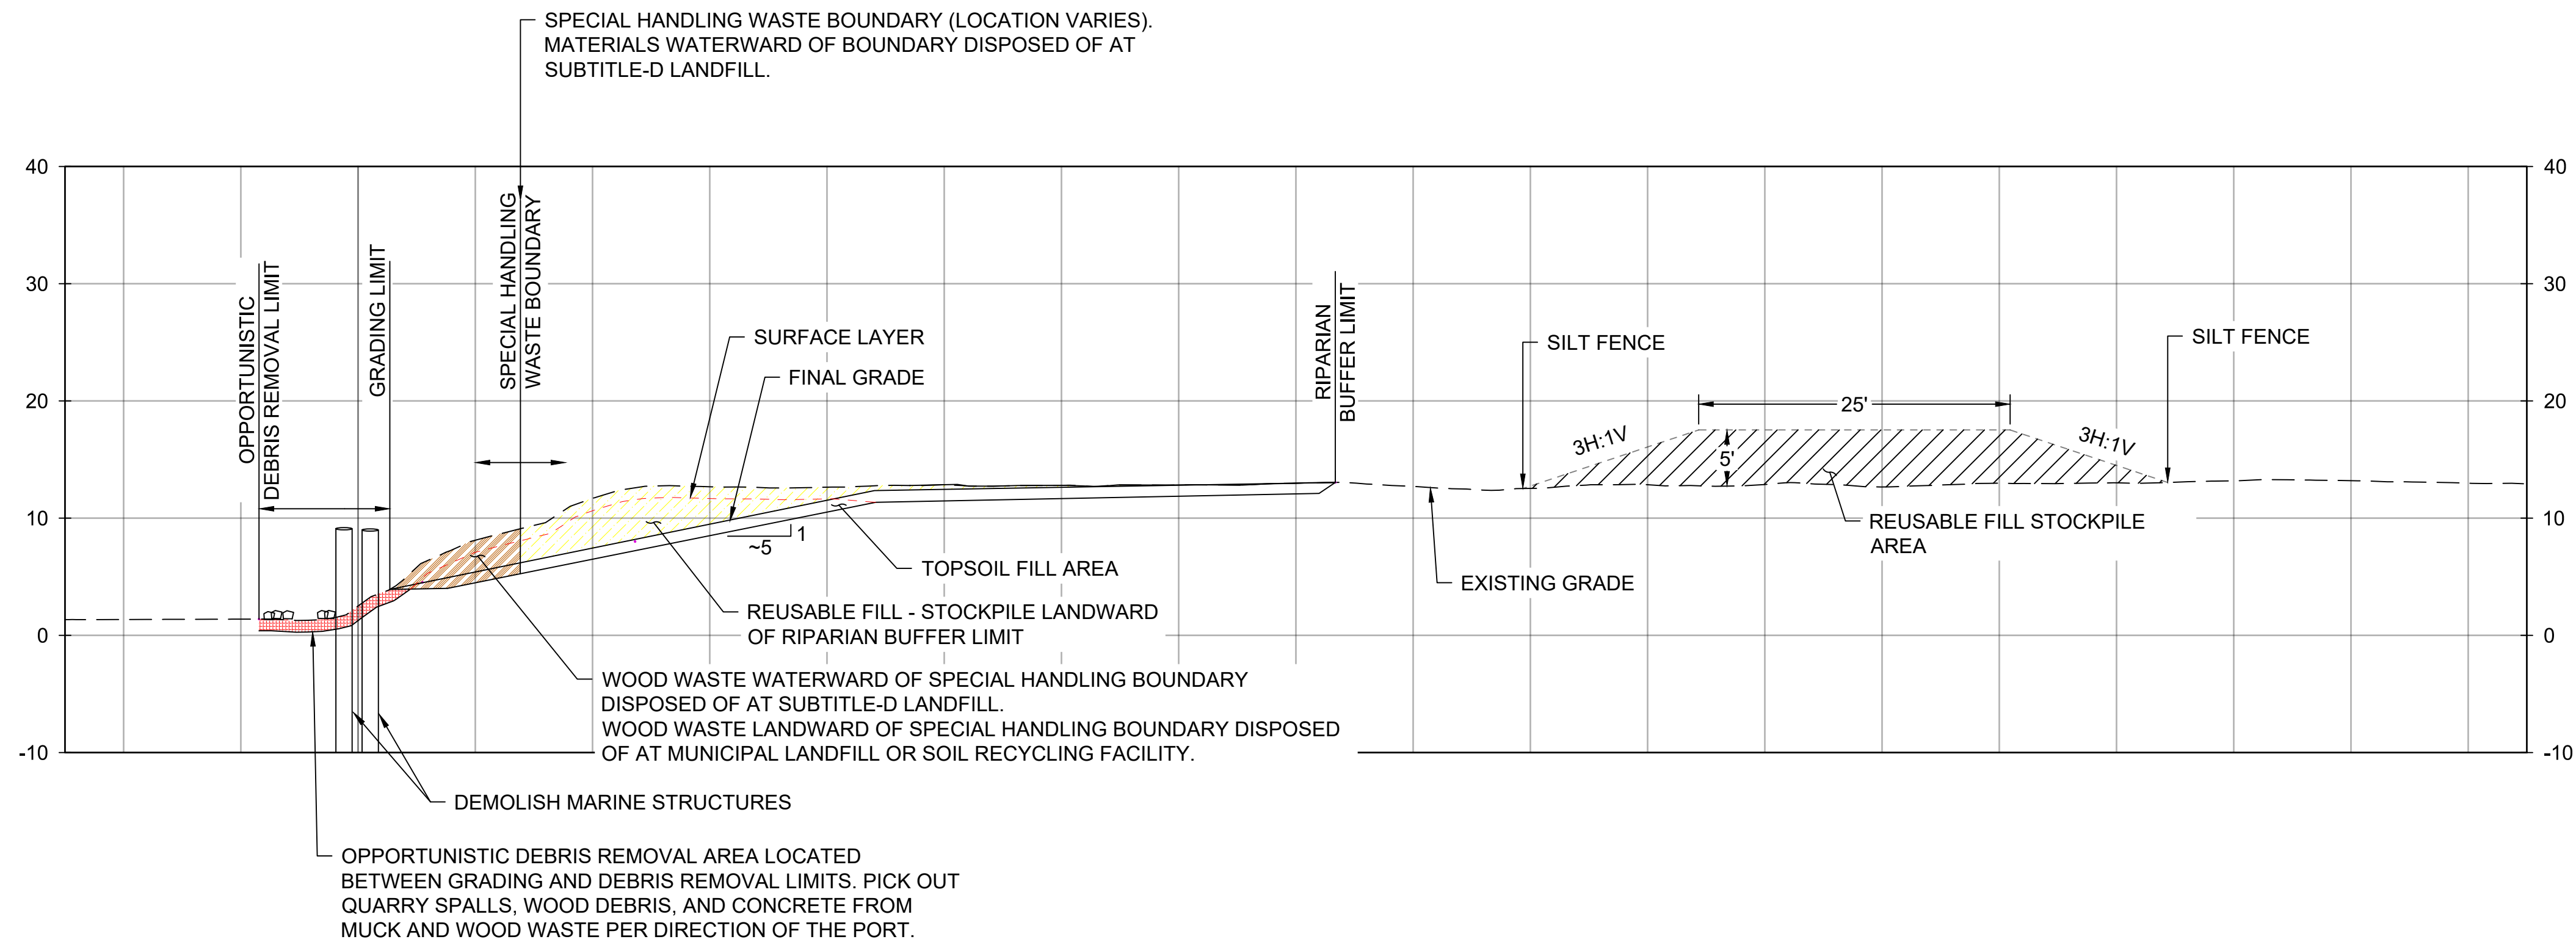 SPECIAL HANDLING WASTE BOUNDARY (LOCATION VARIES).
MATERIALS WATERWARD OF BOUNDARY DISPOSED OF AT
SUBTITLE-D LANDFILL.
40
40
30
30
20
20
10
10
0
0
-10
-10
OPPORTUNISTIC
DEBRIS REMOVAL LIMIT
GRADING LIMIT
SPECIAL HANDLING
WASTE BOUNDARY
SURFACE LAYER
FINAL GRADE
RIPARIAN
BUFFER LIMIT
SILT FENCE
SILT FENCE
25'
3H:1V
5'
3H:1V
REUSABLE FILL STOCKPILE
AREA
~5
1
TOPSOIL FILL AREA
EXISTING GRADE
REUSABLE FILL - STOCKPILE LANDWARD
OF RIPARIAN BUFFER LIMIT
WOOD WASTE WATERWARD OF SPECIAL HANDLING BOUNDARY
DISPOSED OF AT SUBTITLE-D LANDFILL.
WOOD WASTE LANDWARD OF SPECIAL HANDLING BOUNDARY DISPOSED
OF AT MUNICIPAL LANDFILL OR SOIL RECYCLING FACILITY.
DEMOLISH MARINE STRUCTURES
OPPORTUNISTIC DEBRIS REMOVAL AREA LOCATED
BETWEEN GRADING AND DEBRIS REMOVAL LIMITS. PICK OUT
QUARRY SPALLS, WOOD DEBRIS, AND CONCRETE FROM
MUCK AND WOOD WASTE PER DIRECTION OF THE PORT.